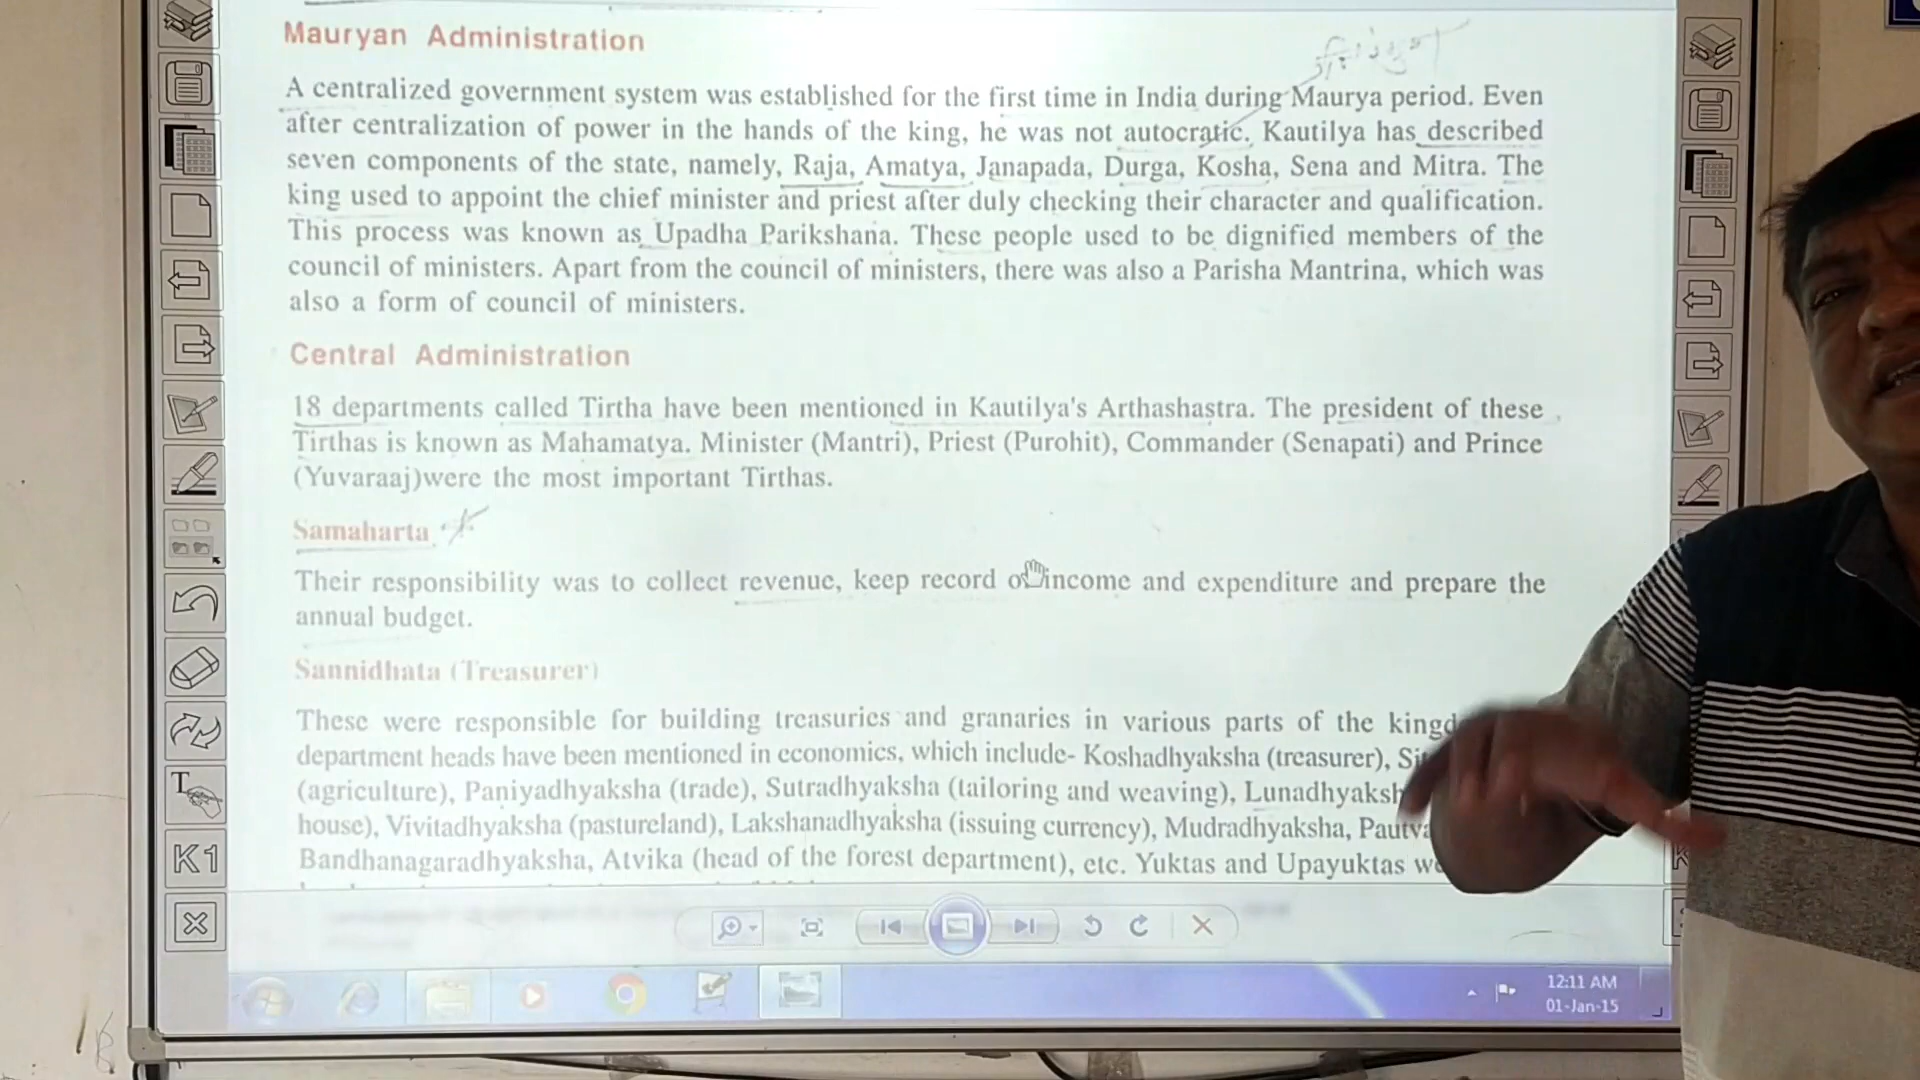 Mauryan Administration
A centralized government system was established for the first time in India during Maurya period. Even
after centralization of power in the hands of the king, he was not autocratic. Kautilya has described
seven components of the state, namely, Raja, Amatya, Janapada, Durga, Kosha, Sena and Mitra. The
king used to appoint the chief minister and priest after duly checking their character and qualification.
This process was known as Upadha Parikshana. These people used to be dignified members of the
council of ministers. Apart from the council of ministers, there was also a Parisha Mantrina, which was
also a form of council of ministers.
Central Administration
18 departments called Tirtha have been mentioned in Kautilya's Arthashastra. The president of these
Tirthas is known as Mahamatya. Minister (Mantri), Priest (Purohit), Commander (Senapati) and Prince
(Yuvaraaj)were the most important Tirthas.
Samaharta
Their responsibility was to collect revenue, keep record of income and expenditure and prepare the
annual budget.
Sannidhata (Treasurer)
These were responsible for building treasuries and granaries in various parts of the
department heads have been mentioned in economics, which include- Koshadhyaksha (treasurer),
(agriculture), Paniyadhyaksha (trade), Sutradhyaksha (tailoring and weaving),
house), Vivitadhyaksha (pastureland), Lakshanadhyaksha (issuing currency), Mudradhyaksha,
Bandhanagaradhyaksha, Atvika (head of the forest department), etc. Yuktas and Upayuktas
T
K1
12:11 AM
01-Jan-15